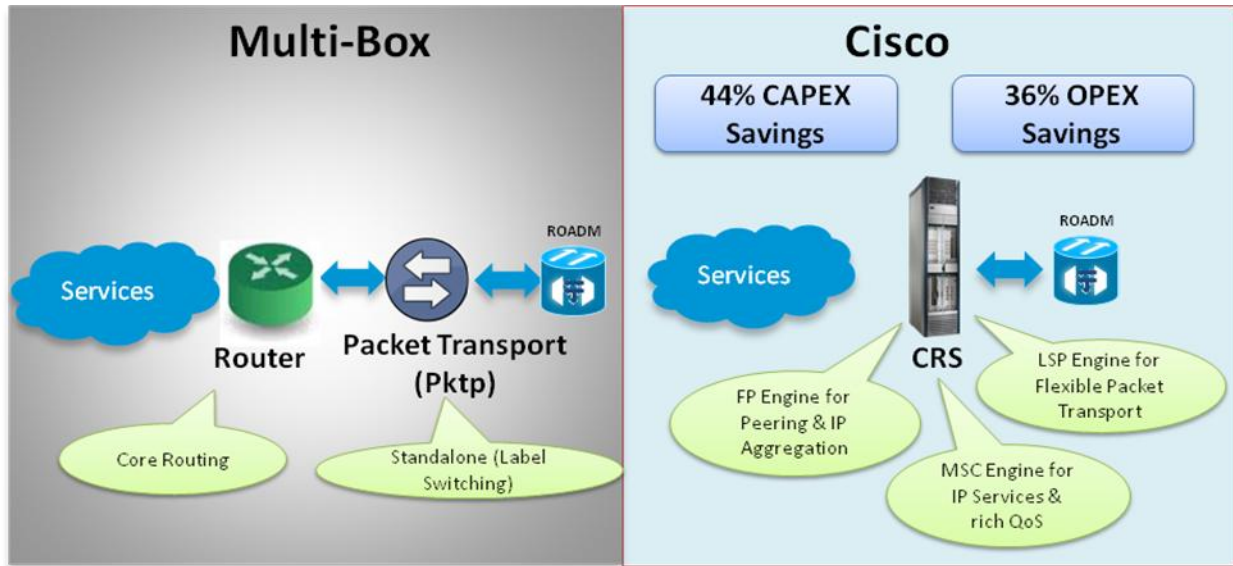 Multi-Box
Services
Router
Packet Transport
(Pktp)
ROADM
Core Routing
Standalone (Label
Switching)
Cisco
44% CAPEX
Savings
36% OPEX
Savings
Services
CRS
ROADM
FP Engine for
Peering & IP
Aggregation
MSC Engine for
IP Services &
rich QoS
LSP Engine for
Flexible Packet
Transport